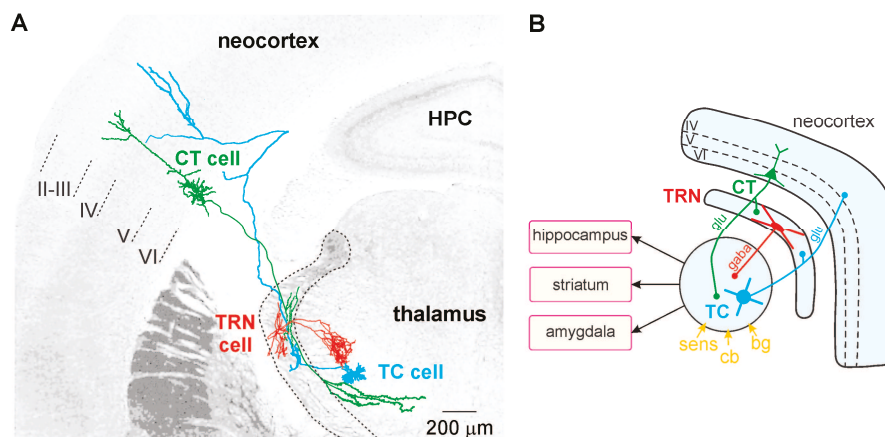 A
neocortex
HPC
CT cell
II-III
IV
V
VI
TRN
cell
thalamus
TC cell
200 μm
B
neocortex
IV
V
VI
CT
TRN
glu
glu
gaba
hippocampus
striatum
amygdala
TC
sens
cb
bg